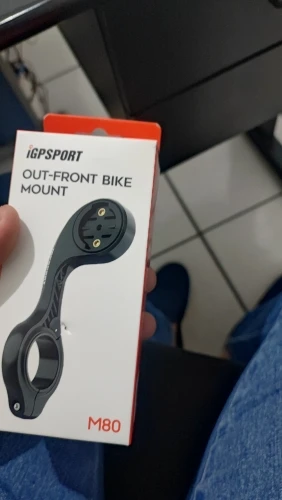 iGPSPORT
OUT-FRONT BIKE
MOUNT
M80